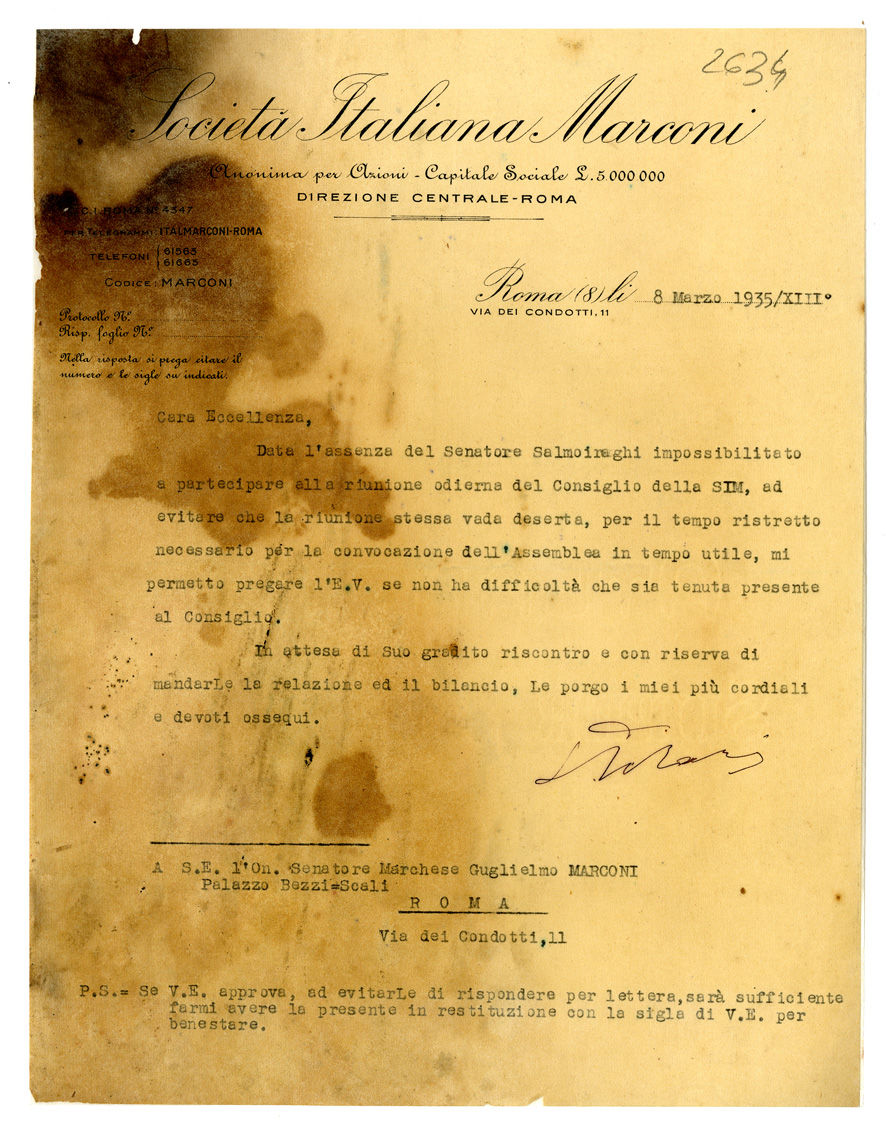 2634
Società Italiana Marconi
Anonima per Azioni - Capitale Sociale L. 5.000.000
DIREZIONE CENTRALE-ROMA
C.C.I. ROMA N. 4347
PER TELEGRAMMI: ITALMARCONI-ROMA
TELEFONI 61563
61665
CODICE: MARCONI
Roma (8) lì 8 Marzo 1935/XIII°
VIA DEI CONDOTTI, 11
Protocollo N.º
Risp. foglio N.º
Nella risposta si prega citare il
numero e le sigle su indicati.
Cara Eccellenza,
Data l'assenza del Senatore Salmoiraghi impossibilitato
a partecipare alla riunione odierna del Consiglio della SIM, ad
evitare che la riunione stessa vada deserta, per il tempo ristretto
necessario per la convocazione dell'Assemblea in tempo utile, mi
permetto pregare l'E.V. se non ha difficoltà che sia tenuta presente
al Consiglio.
In attesa di Suo gradito riscontro e con riserva di
mandarLe la relazione ed il bilancio, Le porgo i miei più cordiali
e devoti ossequi.
A S.E. l'On. Senatore Marchese Guglielmo MARCONI
Palazzo Bezzi=Scali
R O M A
Via dei Condotti,11
P.S.= Se V.E. approva, ad evitarLe di rispondere per lettera,sarà sufficiente
farmi avere la presente in restituzione con la sigla di V.E. per
benestare.